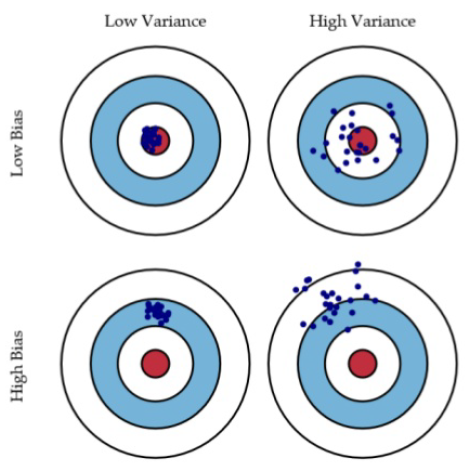 Low Variance
High Variance
Low Bias
High Bias